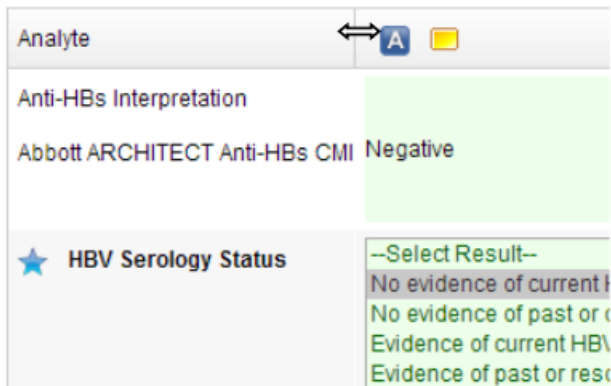 Analyte
A
Anti-HBs Interpretation
Abbott ARCHITECT Anti-HBs CMI
Negative
HBV Serology Status
--Select Result--
No evidence of current
No evidence of past or
Evidence of current HBV
Evidence of past or